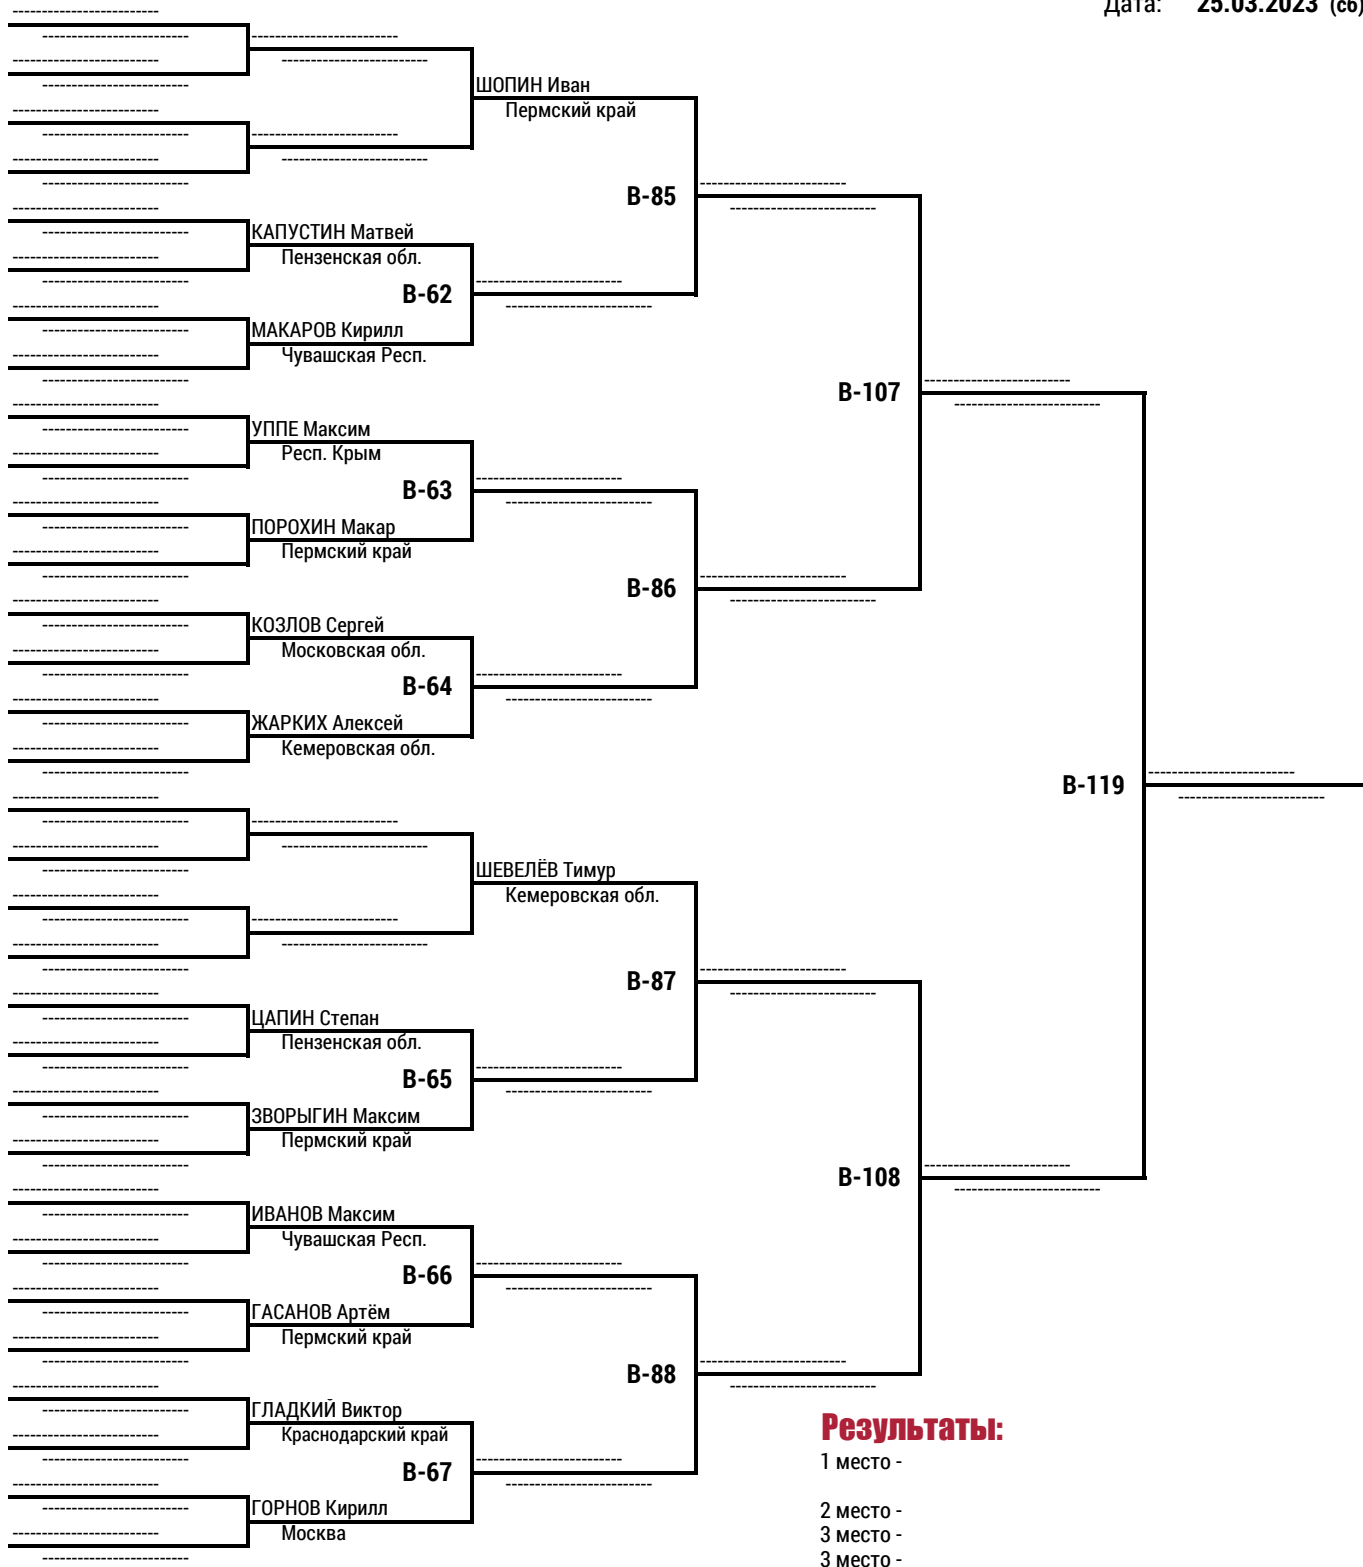 Дата: 25.03.2023 (сб)
ШОПИН Иван
Пермский край
B-85
КАПУСТИН Матвей
Пензенская обл.
B-62
МАКАРОВ Кирилл
Чувашская Респ.
B-107
УППЕ Максим
Респ. Крым
B-63
ПОРОХИН Макар
Пермский край
B-86
КОЗЛОВ Сергей
Московская обл.
B-64
ЖАРКИХ Алексей
Кемеровская обл.
B-119
ШЕВЕЛЁВ Тимур
Кемеровская обл.
B-87
ЦАПИН Степан
Пензенская обл.
B-65
ЗВОРЫГИН Максим
Пермский край
B-108
ИВАНОВ Максим
Чувашская Респ.
B-66
ГАСАНОВ Артём
Пермский край
B-88
ГЛАДКИЙ Виктор
Краснодарский край
B-67
ГОРНОВ Кирилл
Москва
Результаты:
1 место -
2 место -
3 место -
3 место -